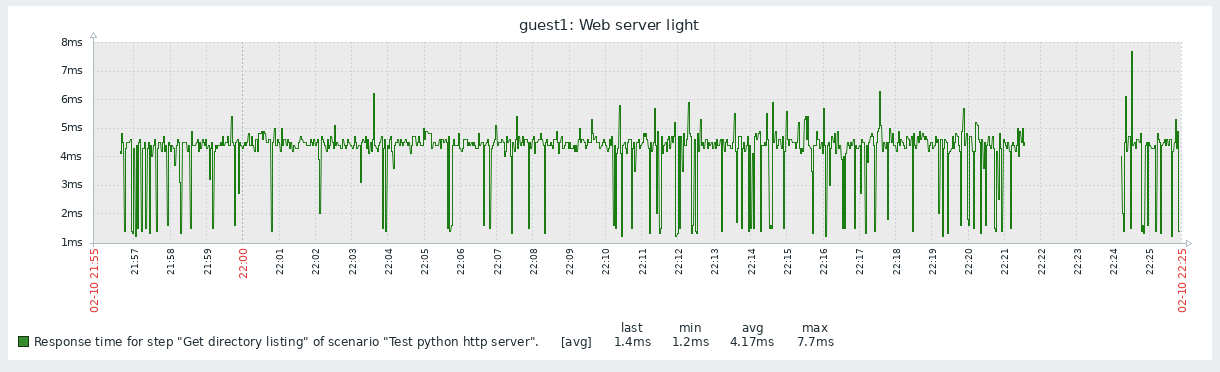 guest1: Web server light
8ms
7ms
6ms
5ms
4ms
3ms
2ms
1ms
02-10 21:55
21:57
21:58
21:59
22:00
22:01
22:02
22:03
22:04
22:05
22:06
22:07
22:08
22:09
22:10
22:11
22:12
22:13
22:14
22:15
22:16
22:17
22:18
22:19
22:20
22:21
22:22
22:23
22:24
22:25
02-10 22:25
last min avg max
Response time for step "Get directory listing" of scenario "Test python http server". [avg] 1.4ms 1.2ms 4.17ms 7.7ms